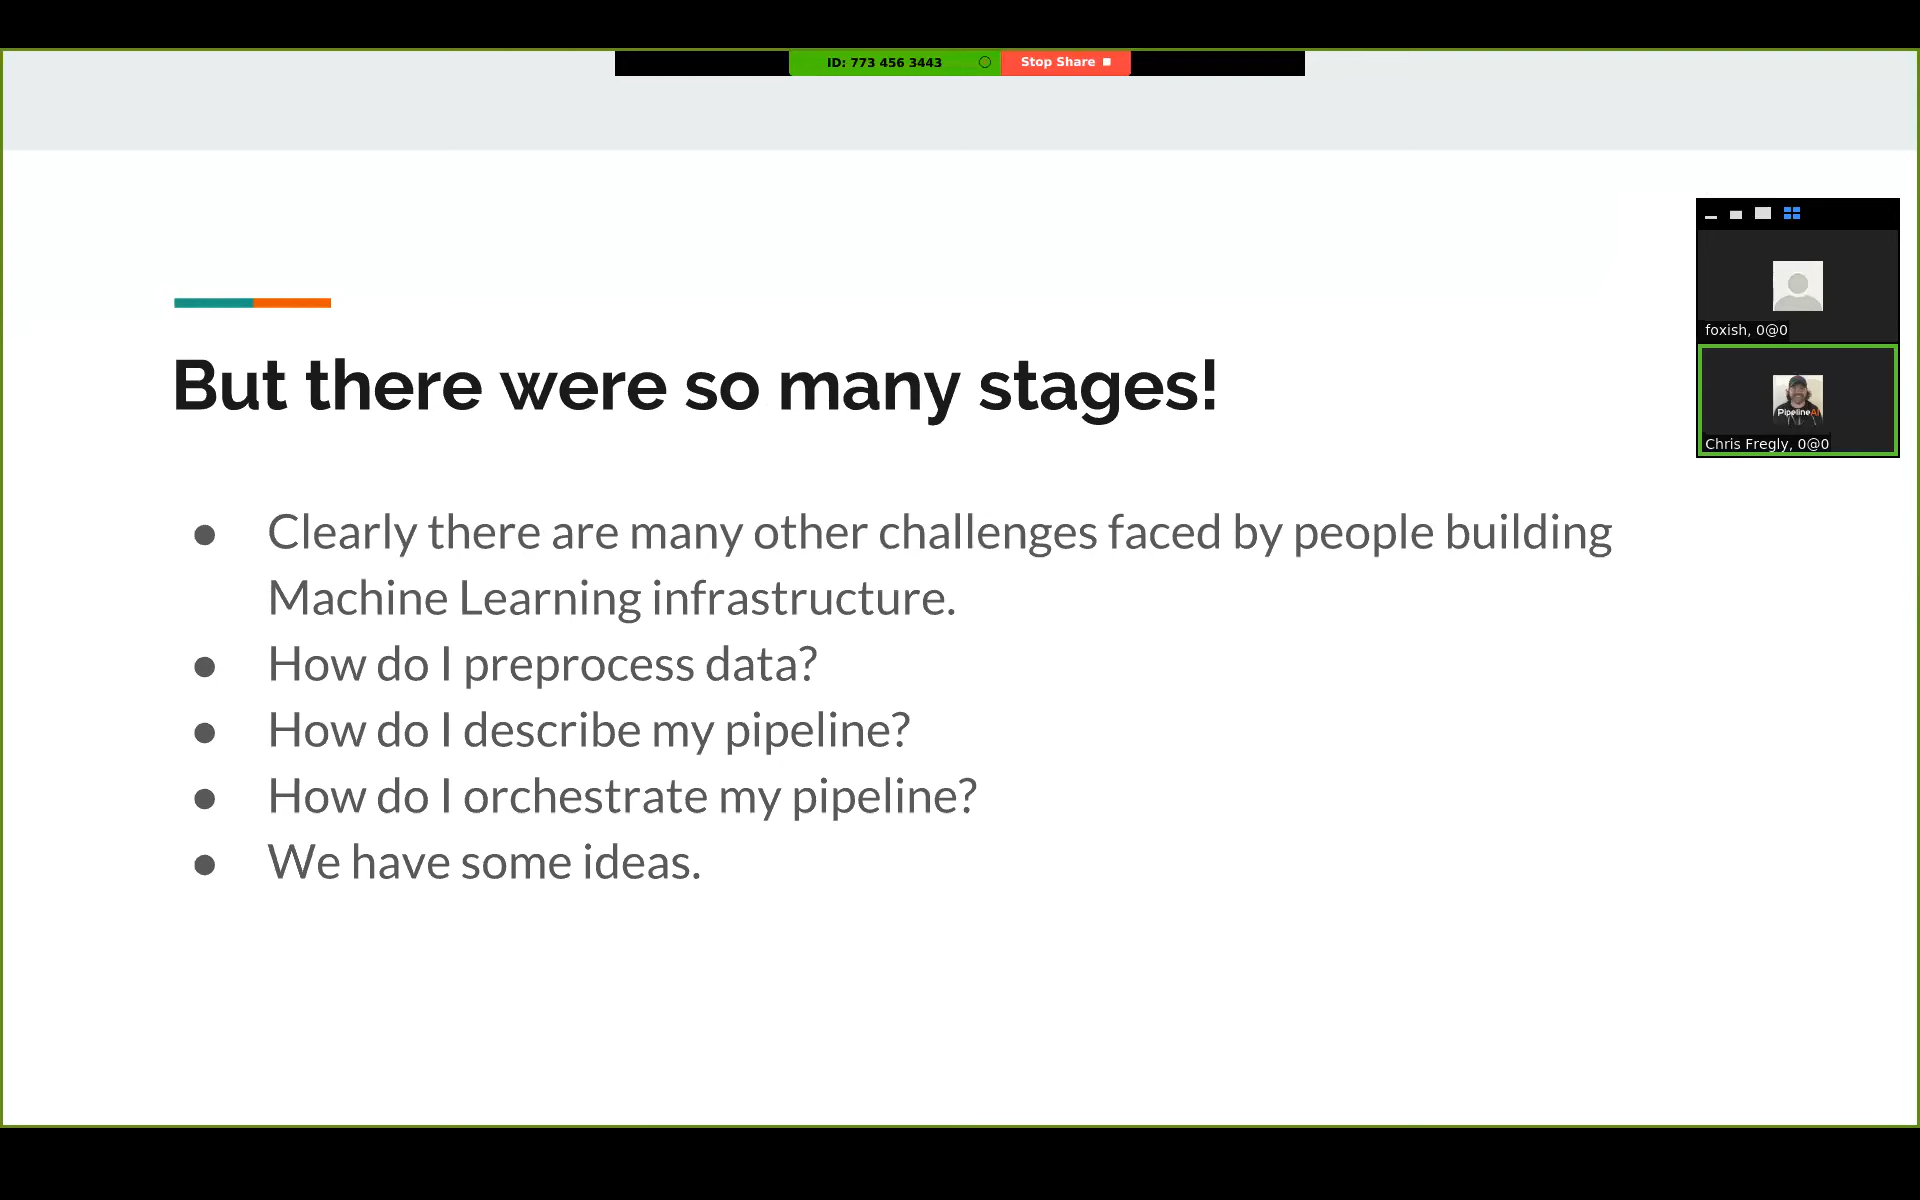 ID: 773 456 3443
Stop Share
foxish, 0@0
PipelineAI
Chris Fregly, 0@0
But there were so many stages!
● Clearly there are many other challenges faced by people building
Machine Learning infrastructure.
● How do I preprocess data?
● How do I describe my pipeline?
● How do I orchestrate my pipeline?
● We have some ideas.